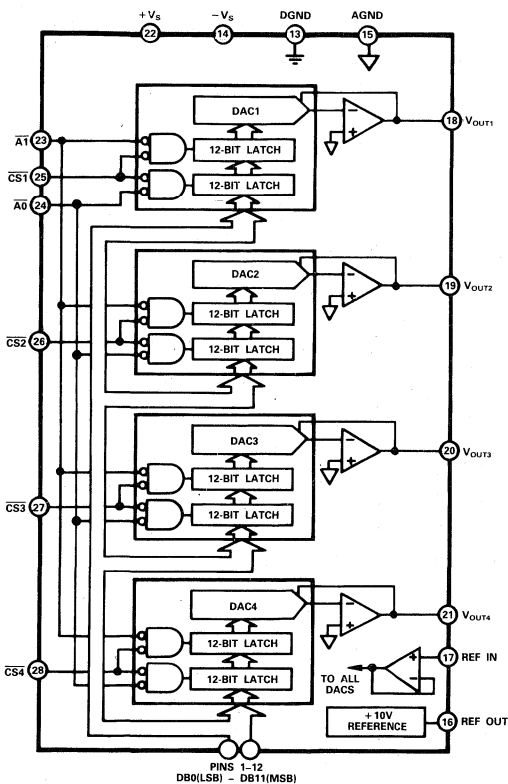 +VS −VS DGND AGND
22 14 13 15
DAC1
A1 23
12-BIT LATCH
18 VOUT1
CS1 25
12-BIT LATCH
A0 24
DAC2
19 VOUT2
12-BIT LATCH
CS2 26
12-BIT LATCH
DAC3
20 VOUT3
12-BIT LATCH
CS3 27
12-BIT LATCH
DAC4
21 VOUT4
12-BIT LATCH
17 REF IN
CS4 28
12-BIT LATCH
TO ALL
DACS
+10V
REFERENCE
16 REF OUT
PINS 1–12
DB0(LSB) – DB11(MSB)